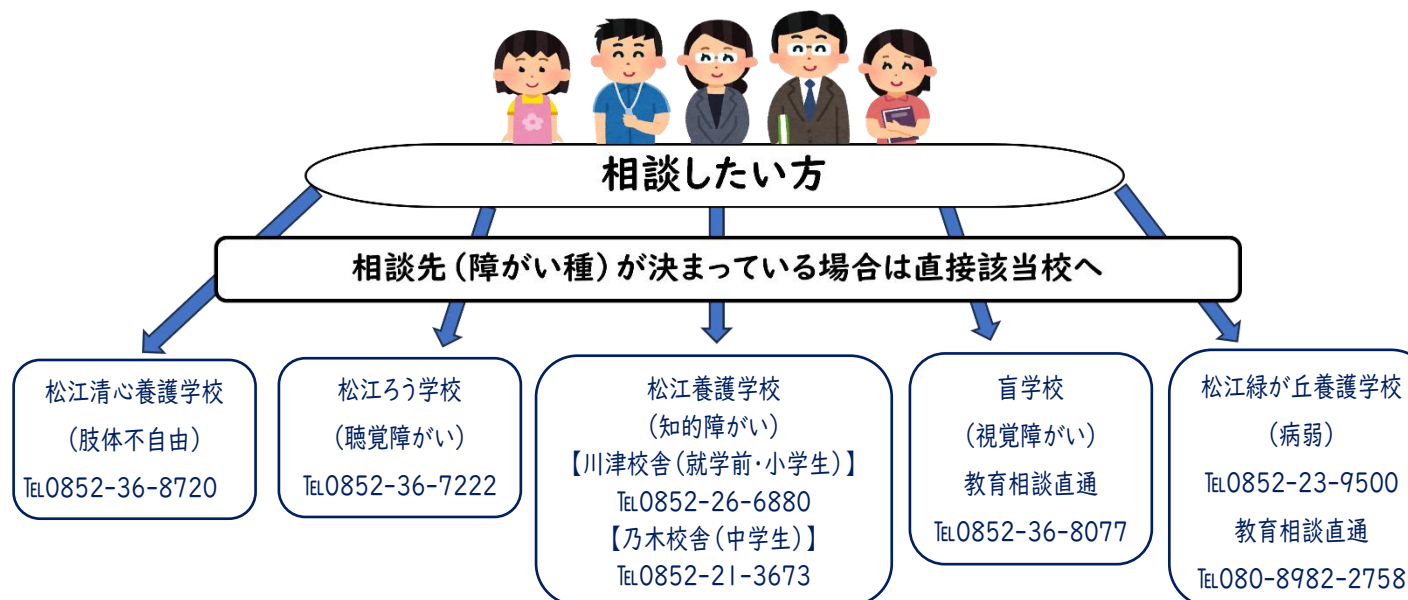 相談したい方
相談先（障がい種）が決まっている場合は直接該当校へ
松江清心養護学校
（肢体不自由）
℡0852-36-8720
松江ろう学校
（聴覚障がい）
℡0852-36-7222
松江養護学校
（知的障がい）
【川津校舎（就学前・小学生）】
℡0852-26-6880
【乃木校舎（中学生）】
℡0852-21-3673
盲学校
（視覚障がい）
教育相談直通
℡0852-36-8077
松江緑が丘養護学校
（病弱）
℡0852-23-9500
教育相談直通
℡080-8982-2758